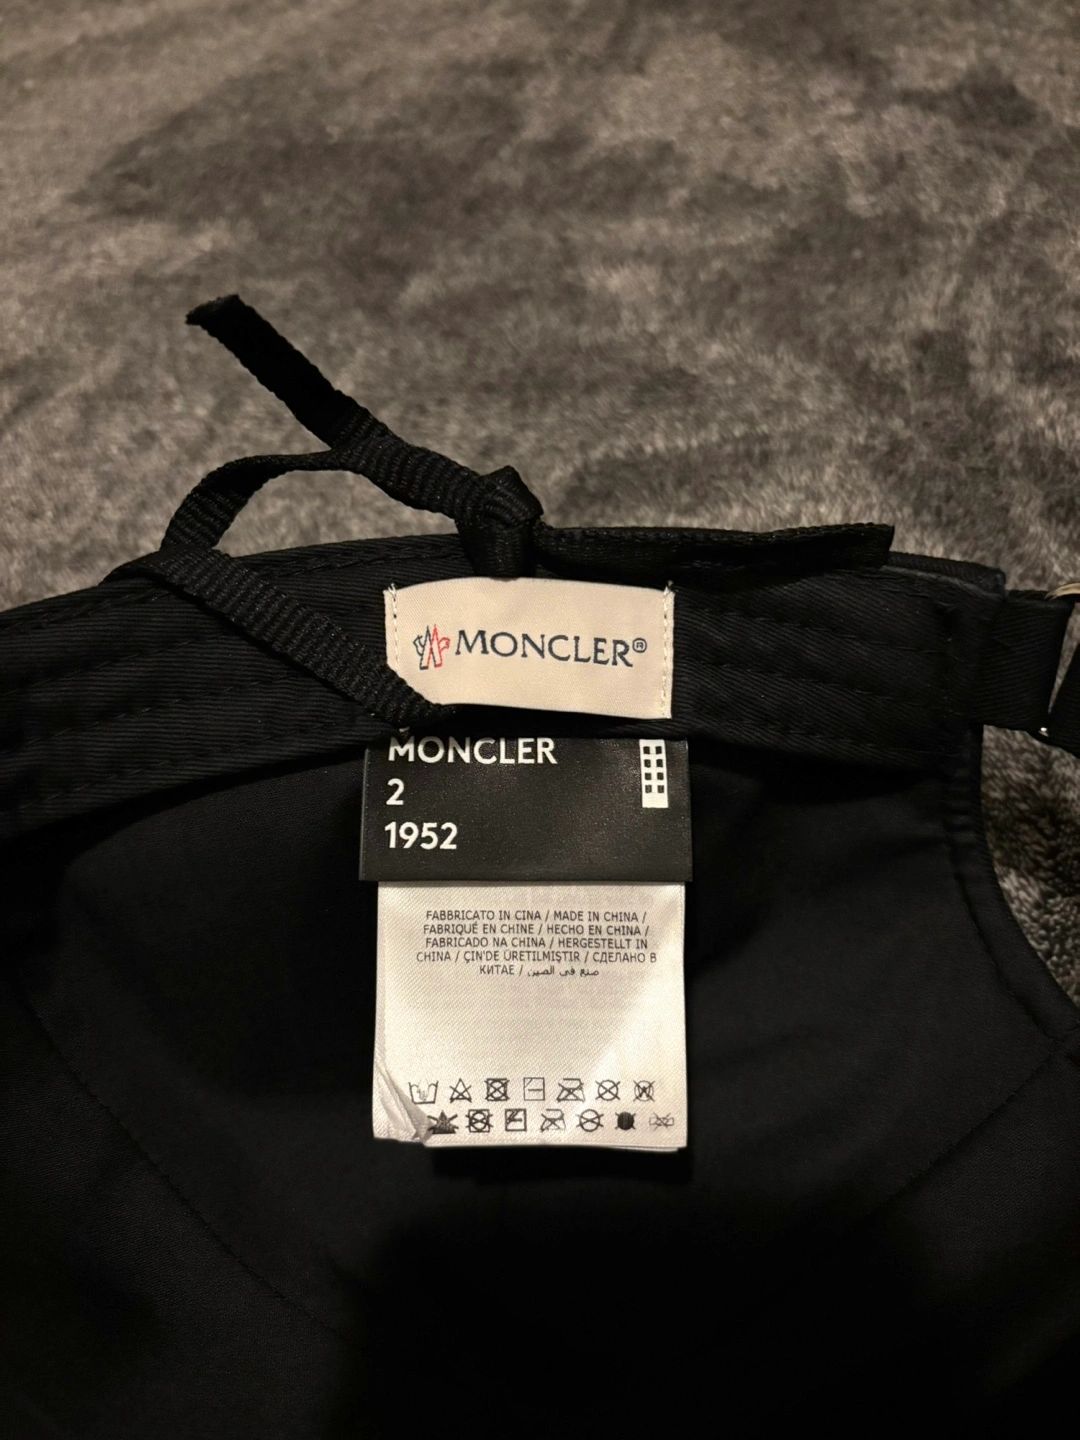 MONCLER®
MONCLER
2
1952
FABBRICATO IN CINA / MADE IN CHINA /
FABRIQUÉ EN CHINE / HECHO EN CHINA /
FABRICADO NA CHINA / HERGESTELLT IN
CHINA / ÇIN'DE ÜRETILMIŞTIR / СДЕЛАНО В
КИТАЕ / صنع في الصين